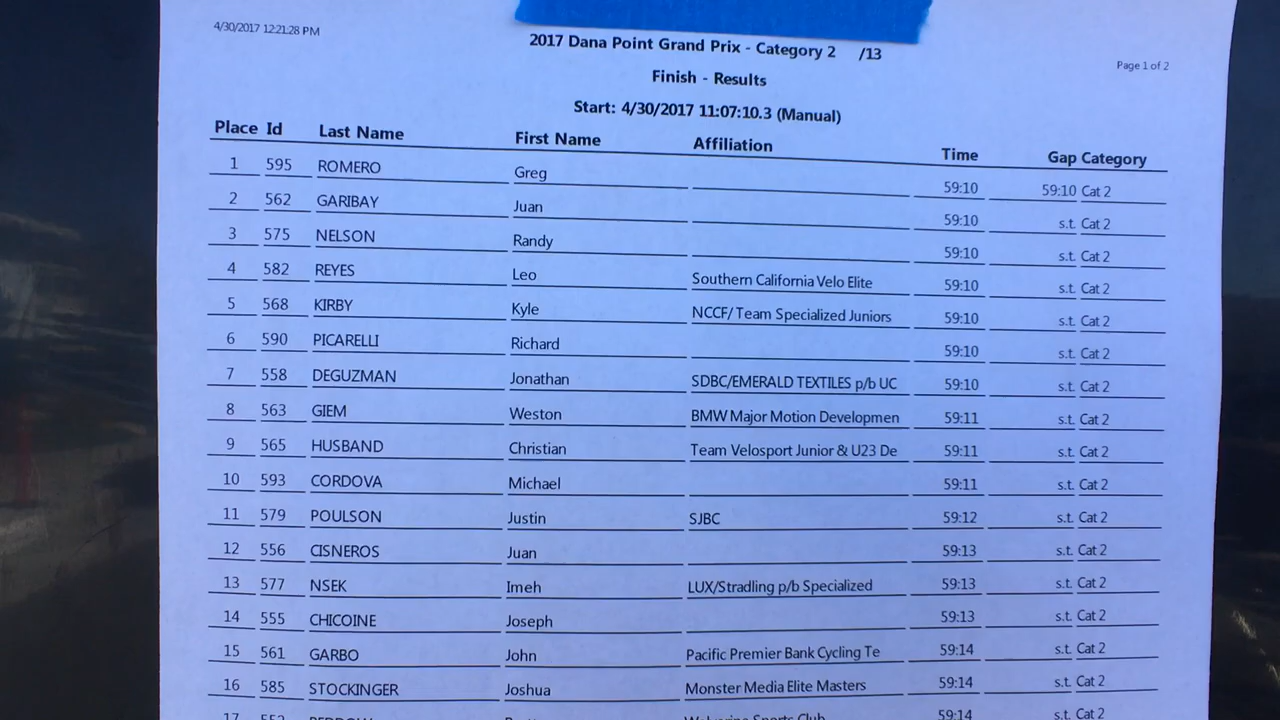 4/30/2017 12:21:28 PM
2017 Dana Point Grand Prix - Category 2 /13
Page 1 of 2
Finish - Results
Start: 4/30/2017 11:07:10.3 (Manual)
Place Id Last Name First Name Affiliation Time Gap Category
1 595 ROMERO Greg 59:10 59:10 Cat 2
2 562 GARIBAY Juan 59:10 s.t. Cat 2
3 575 NELSON Randy 59:10 s.t. Cat 2
4 582 REYES Leo Southern California Velo Elite 59:10 s.t. Cat 2
5 568 KIRBY Kyle NCCF/ Team Specialized Juniors 59:10 s.t. Cat 2
6 590 PICARELLI Richard 59:10 s.t. Cat 2
7 558 DEGUZMAN Jonathan SDBC/EMERALD TEXTILES p/b UC 59:10 s.t. Cat 2
8 563 GIEM Weston BMW Major Motion Developmen 59:11 s.t. Cat 2
9 565 HUSBAND Christian Team Velosport Junior & U23 De 59:11 s.t. Cat 2
10 593 CORDOVA Michael 59:11 s.t. Cat 2
11 579 POULSON Justin SJBC 59:12 s.t. Cat 2
12 556 CISNEROS Juan 59:13 s.t. Cat 2
13 577 NSEK Imeh LUX/Stradling p/b Specialized 59:13 s.t. Cat 2
14 555 CHICOINE Joseph 59:13 s.t. Cat 2
15 561 GARBO John Pacific Premier Bank Cycling Te 59:14 s.t. Cat 2
16 585 STOCKINGER Joshua Monster Media Elite Masters 59:14 s.t. Cat 2
17 Wolverine Sports Club 59:14 s.t. Cat 2